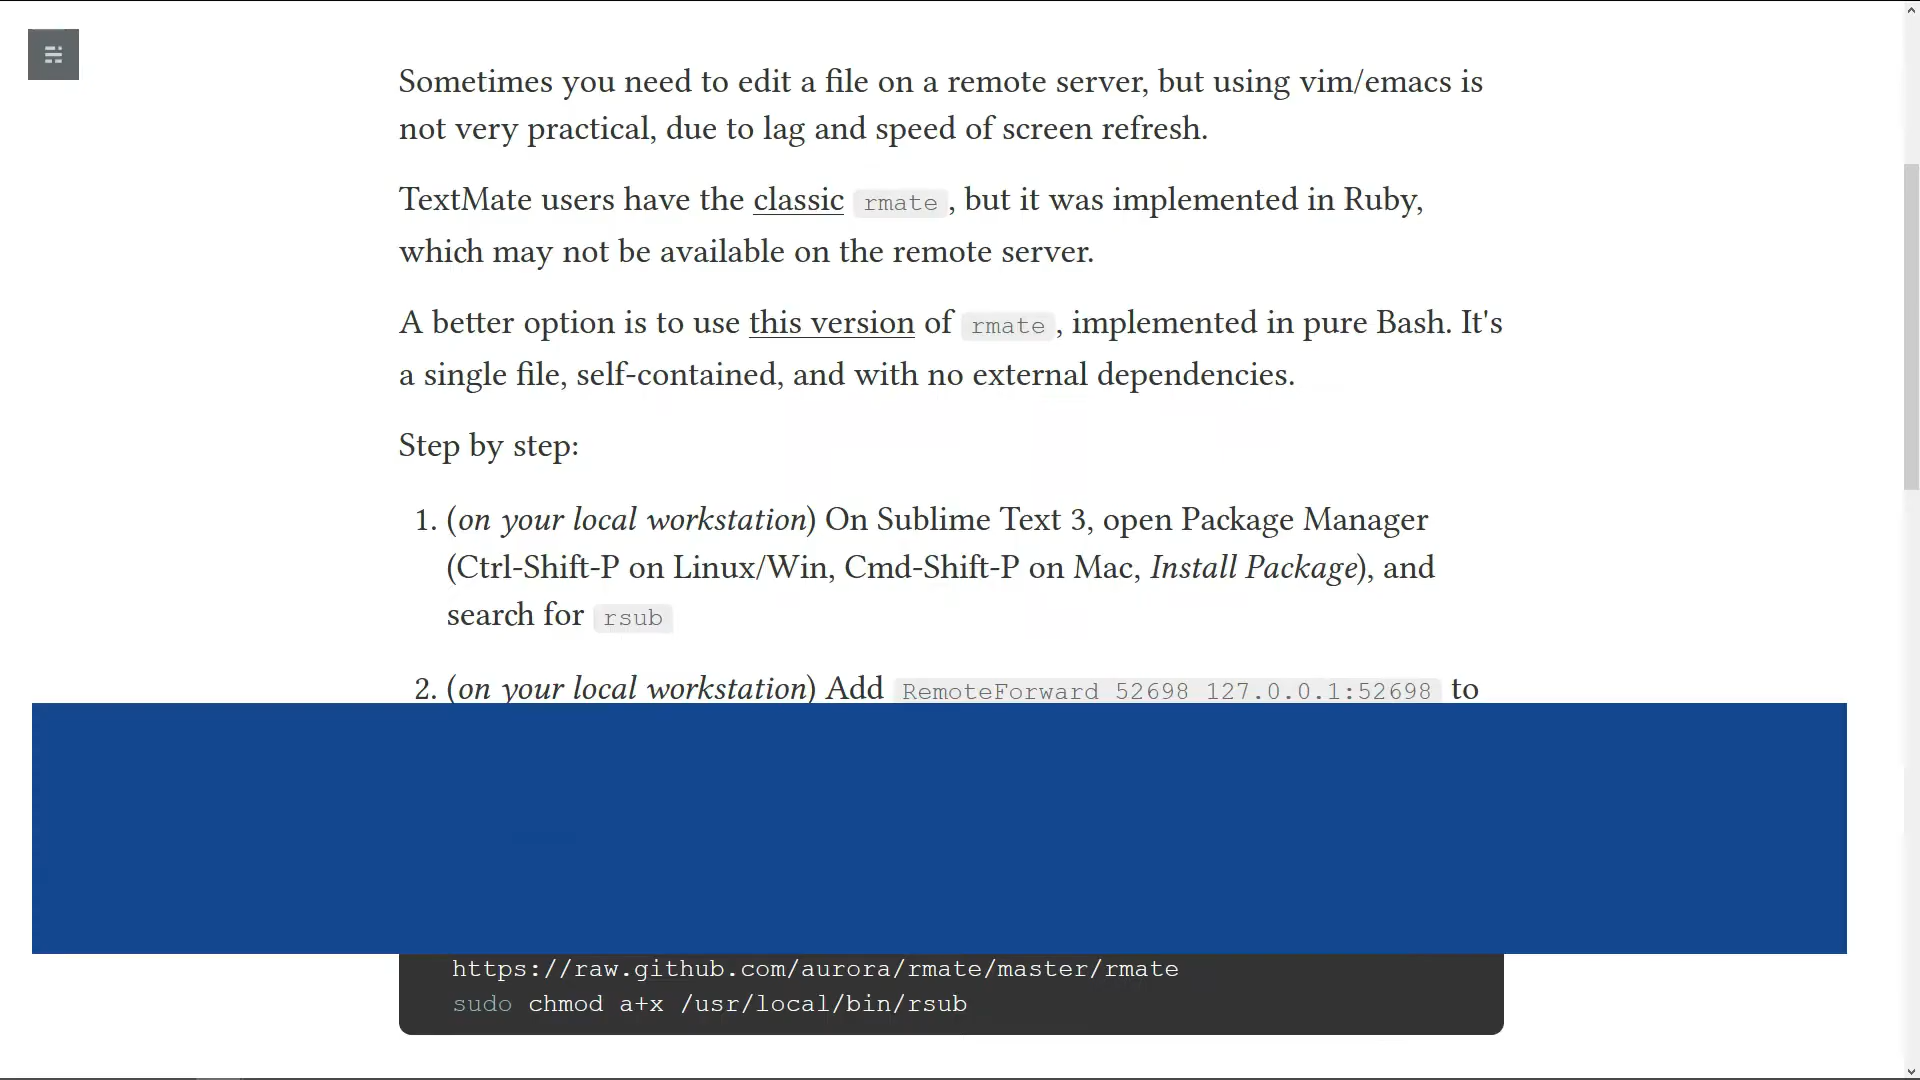 Sometimes you need to edit a file on a remote server, but using vim/emacs is
not very practical, due to lag and speed of screen refresh.
TextMate users have the classic rmate, but it was implemented in Ruby,
which may not be available on the remote server.
A better option is to use this version of rmate, implemented in pure Bash. It's
a single file, self-contained, and with no external dependencies.
Step by step:
1. (on your local workstation) On Sublime Text 3, open Package Manager
(Ctrl-Shift-P on Linux/Win, Cmd-Shift-P on Mac, Install Package), and
search for rsub
2. (on your local workstation) Add RemoteForward 52698 127.0.0.1:52698 to
https://raw.github.com/aurora/rmate/master/rmate
sudo chmod a+x /usr/local/bin/rsub